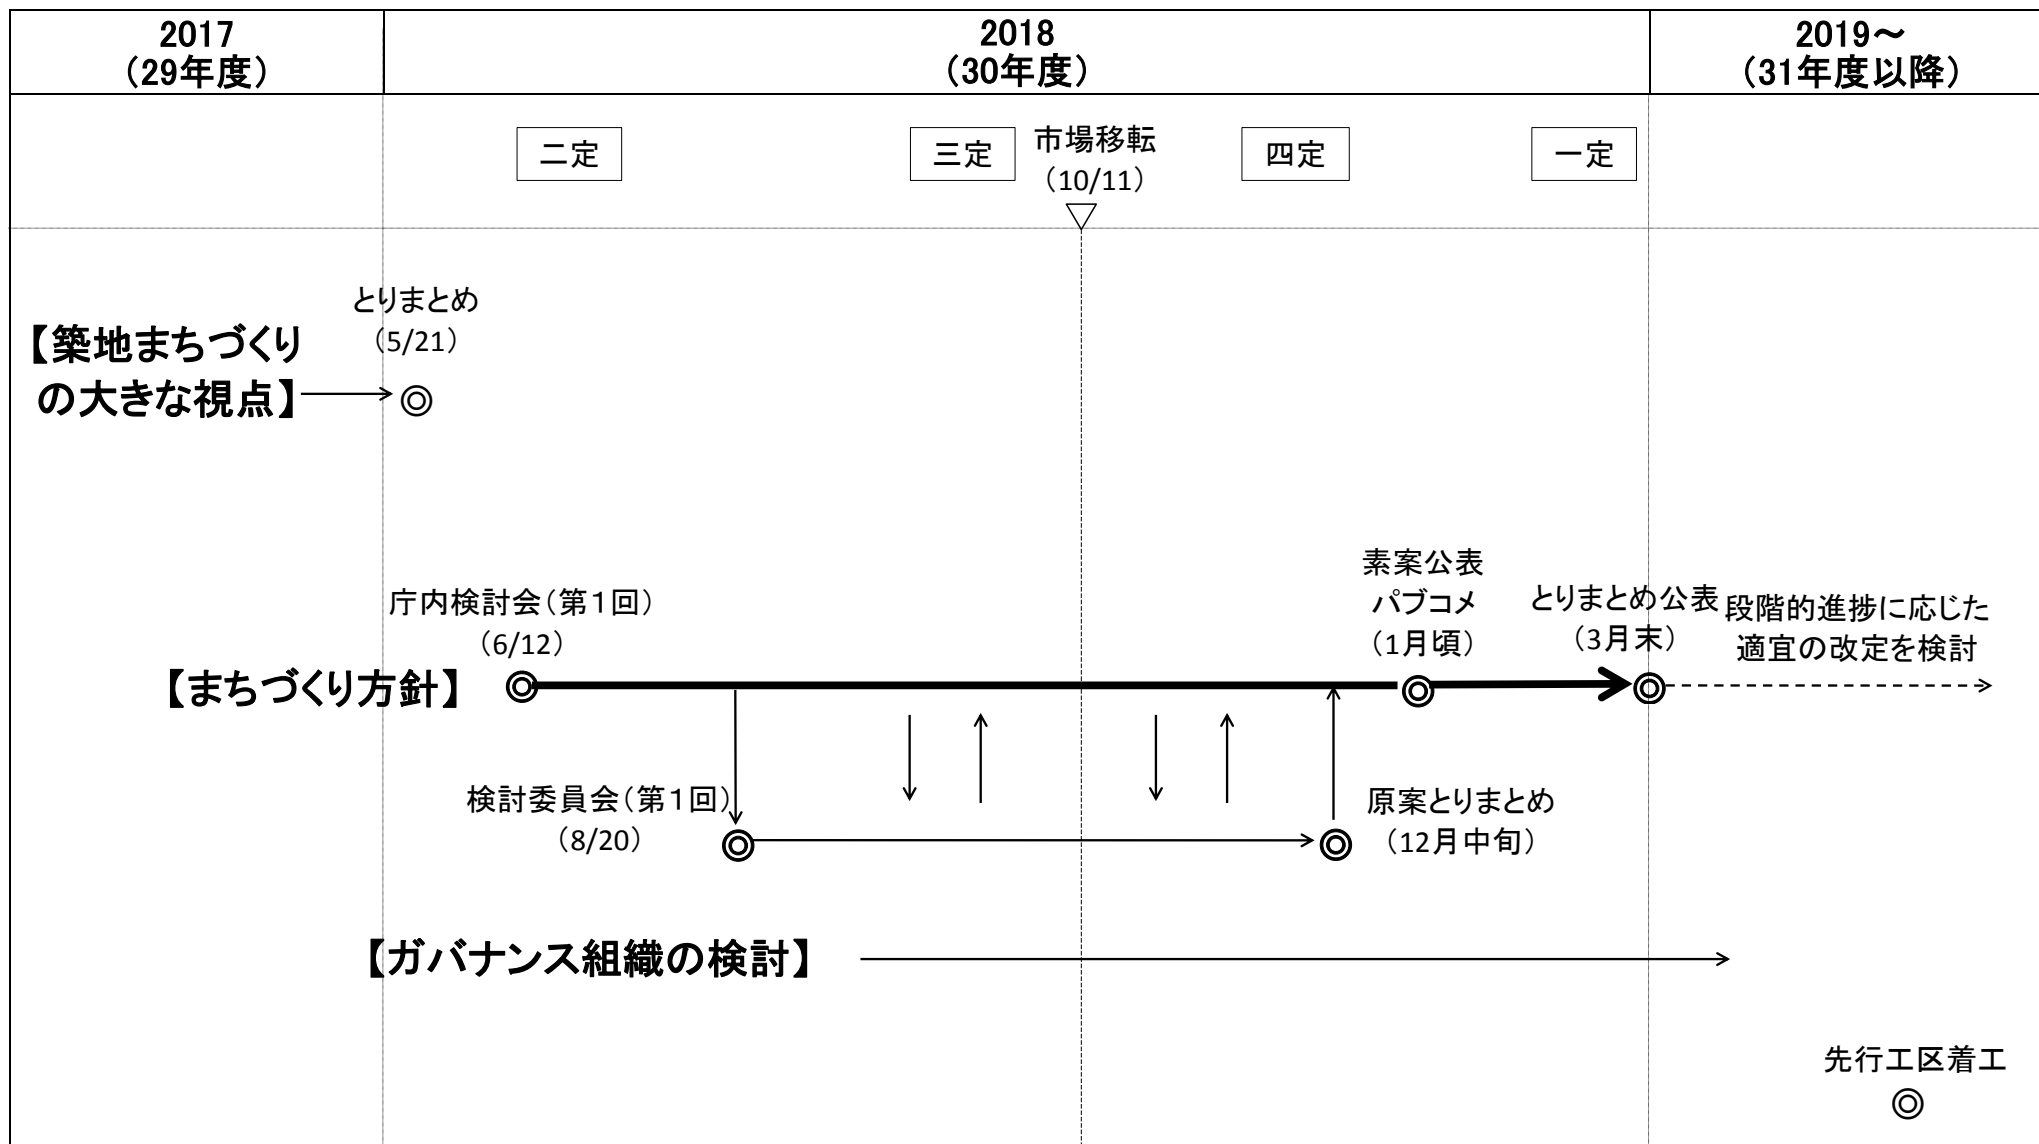 2017
（29年度）
2018
（30年度）
2019～
（31年度以降）
二定
三定
市場移転
（10/11）
四定
一定
とりまとめ
（5/21）
【築地まちづくり
の大きな視点】
庁内検討会（第１回）
（6/12）
素案公表
パブコメ
（1月頃）
とりまとめ公表
（3月末）
段階的進捗に応じた
適宜の改定を検討
【まちづくり方針】
検討委員会（第１回）
（8/20）
原案とりまとめ
（12月中旬）
【ガバナンス組織の検討】
先行工区着工